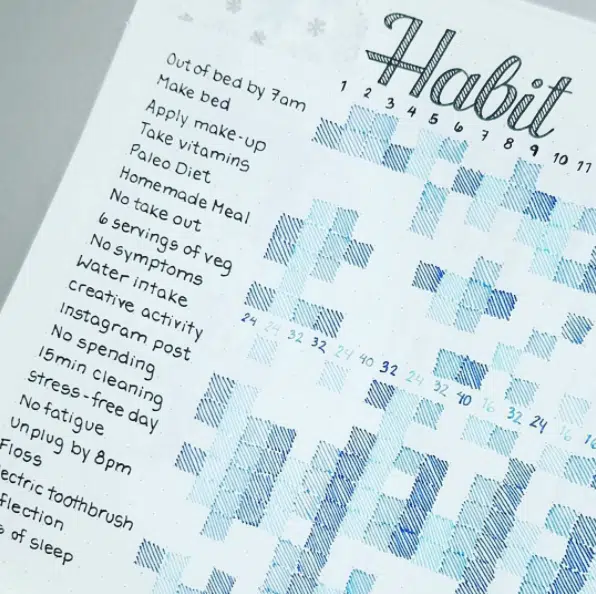 Habit
1 2 3 4 5 6 7 8 9 10 11
Out of bed by 7am
Make bed
Apply make-up
Take vitamins
Paleo Diet
Homemade Meal
No take out
6 servings of veg
No symptoms
Water intake
24 24 32 32 24 40 32 24 32 40 16 32 24 16 16
creative activity
Instagram post
No spending
15min cleaning
stress-free day
No fatigue
unplug by 8pm
Floss
ectric toothbrush
flection
s of sleep